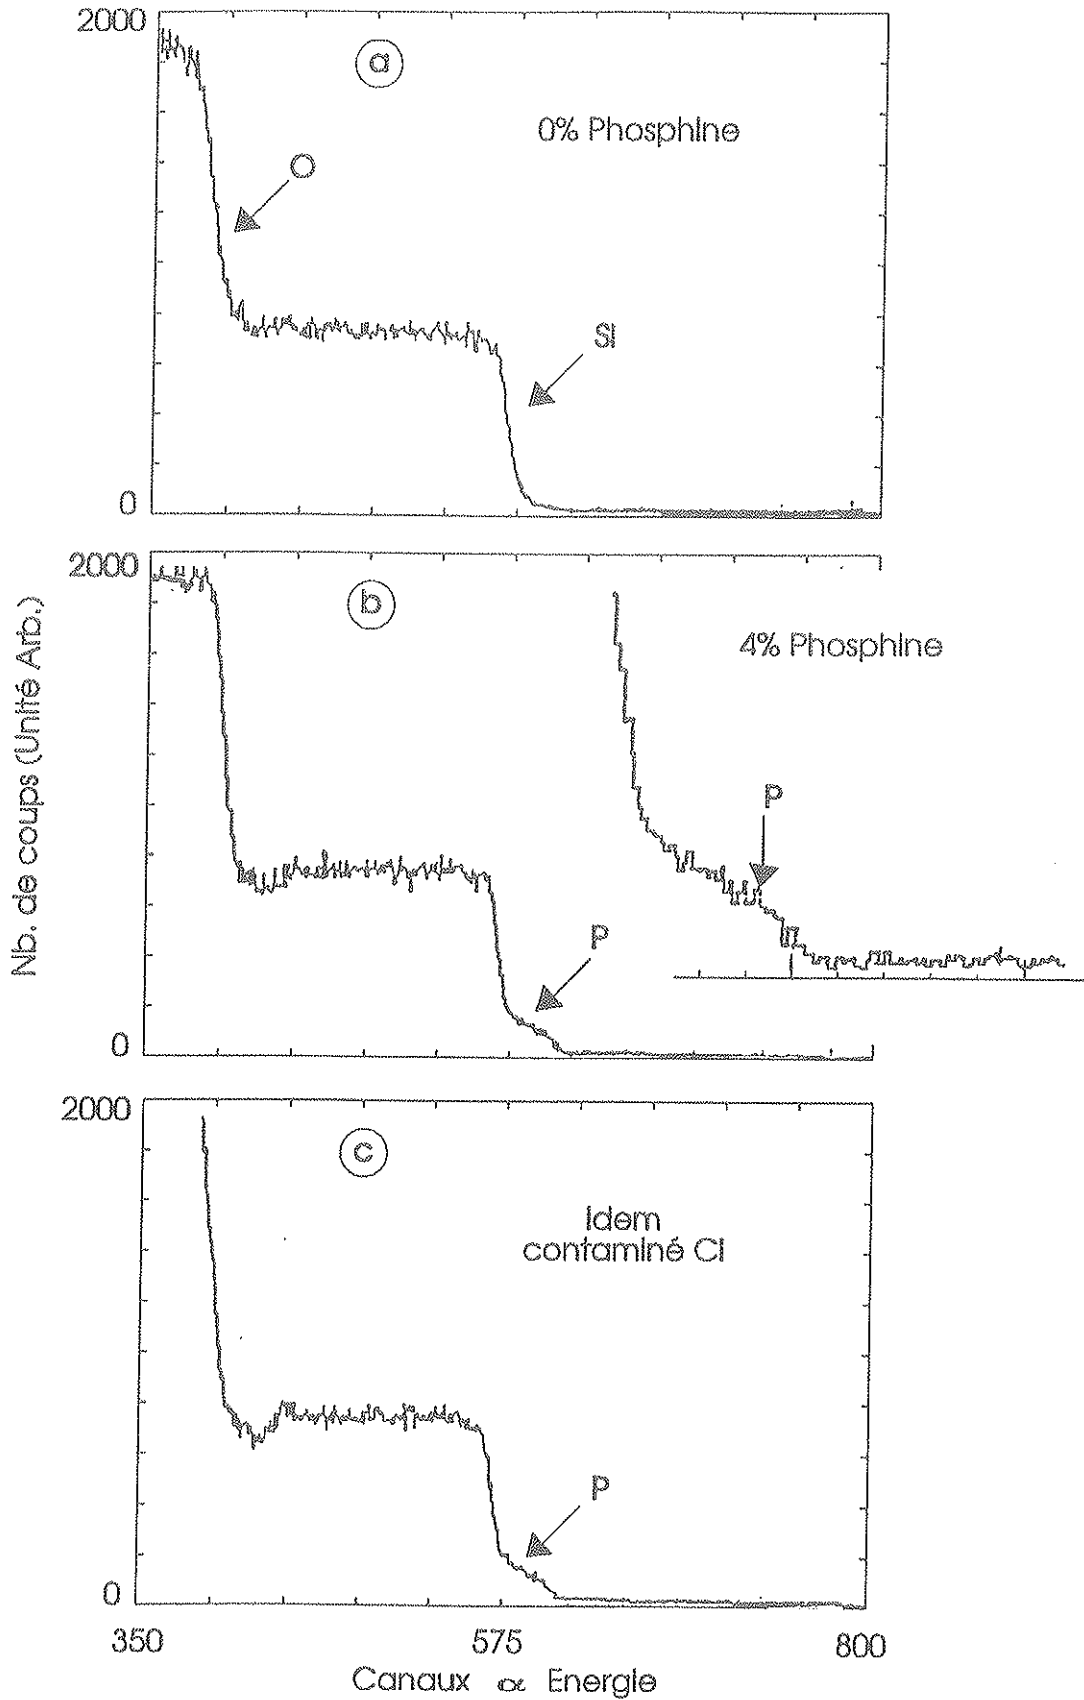 2000
a
0% Phosphine
O
Si
0
2000
b
4% Phosphine
P
P
0
Nb. de coups (Unité Arb.)
2000
c
Idem
contaminé Cl
P
0
350
575
800
Canaux α Energie